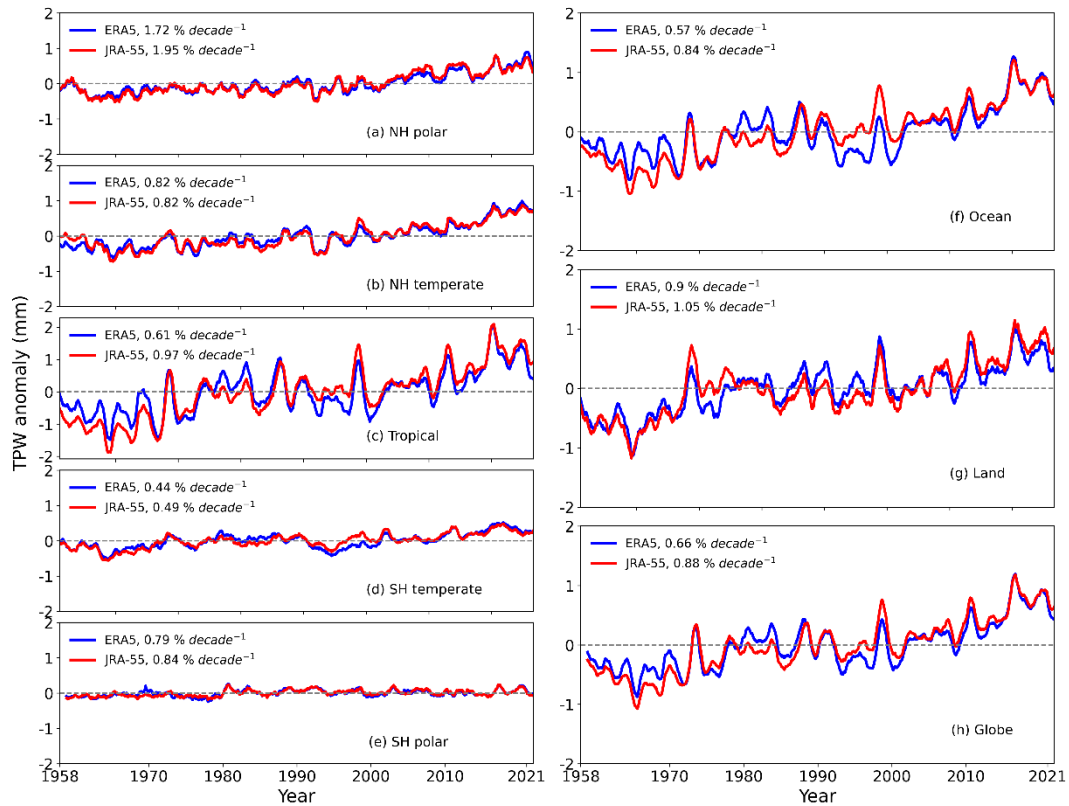 TPW anomaly (mm)
2
1
0
-1
2
ERA5, 1.72 % decade⁻¹
JRA-55, 1.95 % decade⁻¹
(a) NH polar
2
1
0
-1
2
ERA5, 0.82 % decade⁻¹
JRA-55, 0.82 % decade⁻¹
(b) NH temperate
2
1
0
-1
-2
ERA5, 0.61 % decade⁻¹
JRA-55, 0.97 % decade⁻¹
(c) Tropical
2
1
0
-1
2
ERA5, 0.44 % decade⁻¹
JRA-55, 0.49 % decade⁻¹
(d) SH temperate
2
1
0
-1
-2
ERA5, 0.79 % decade⁻¹
JRA-55, 0.84 % decade⁻¹
(e) SH polar
1958 1970 1980 1990 2000 2010 2021
Year
2
1
0
-1
-2
ERA5, 0.57 % decade⁻¹
JRA-55, 0.84 % decade⁻¹
(f) Ocean
2
1
0
-1
-2
ERA5, 0.9 % decade⁻¹
JRA-55, 1.05 % decade⁻¹
(g) Land
2
1
0
-1
-2
ERA5, 0.66 % decade⁻¹
JRA-55, 0.88 % decade⁻¹
(h) Globe
1958 1970 1980 1990 2000 2010 2021
Year